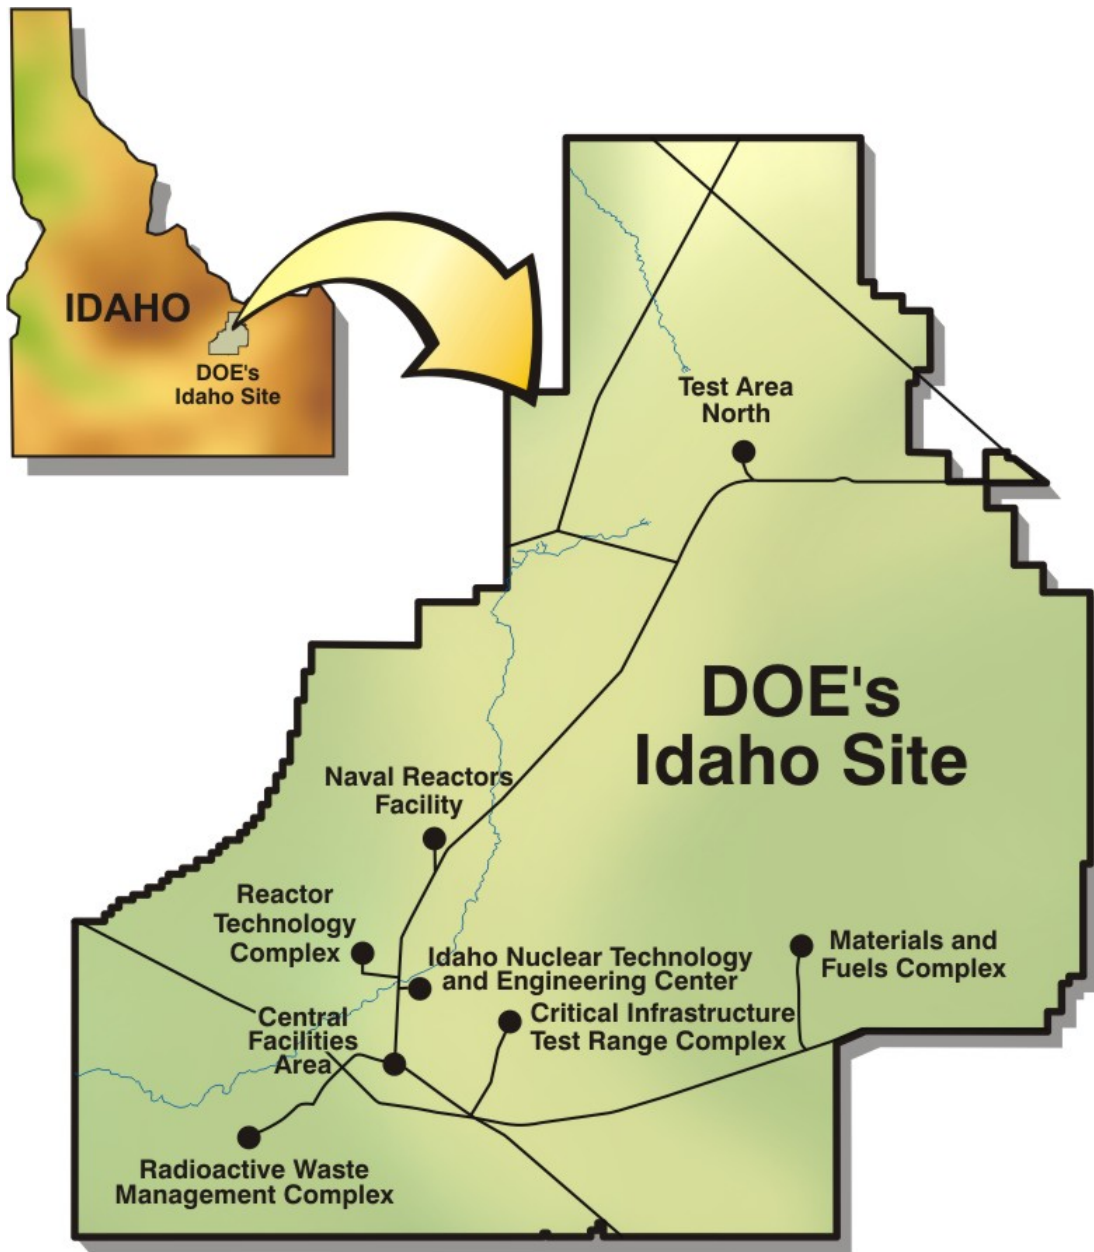 IDAHO
DOE's
Idaho Site
Test Area
North
DOE's
Idaho Site
Naval Reactors
Facility
Reactor
Technology
Complex
Idaho Nuclear Technology
and Engineering Center
Materials and
Fuels Complex
Critical Infrastructure
Test Range Complex
Central
Facilities
Area
Radioactive Waste
Management Complex